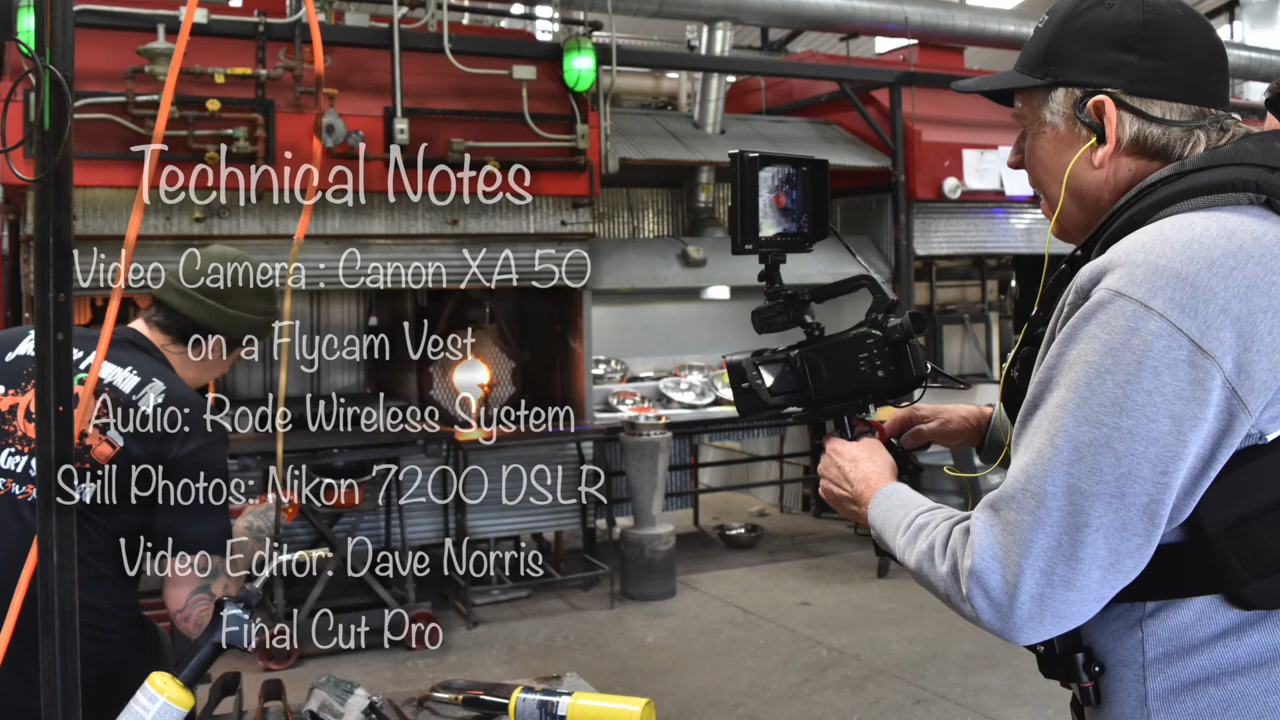 Technical Notes
Video Camera : Canon XA 50
on a Flycam Vest
Audio: Rode Wireless System
Still Photos: Nikon 7200 DSLR
Video Editor: Dave Norris
Final Cut Pro